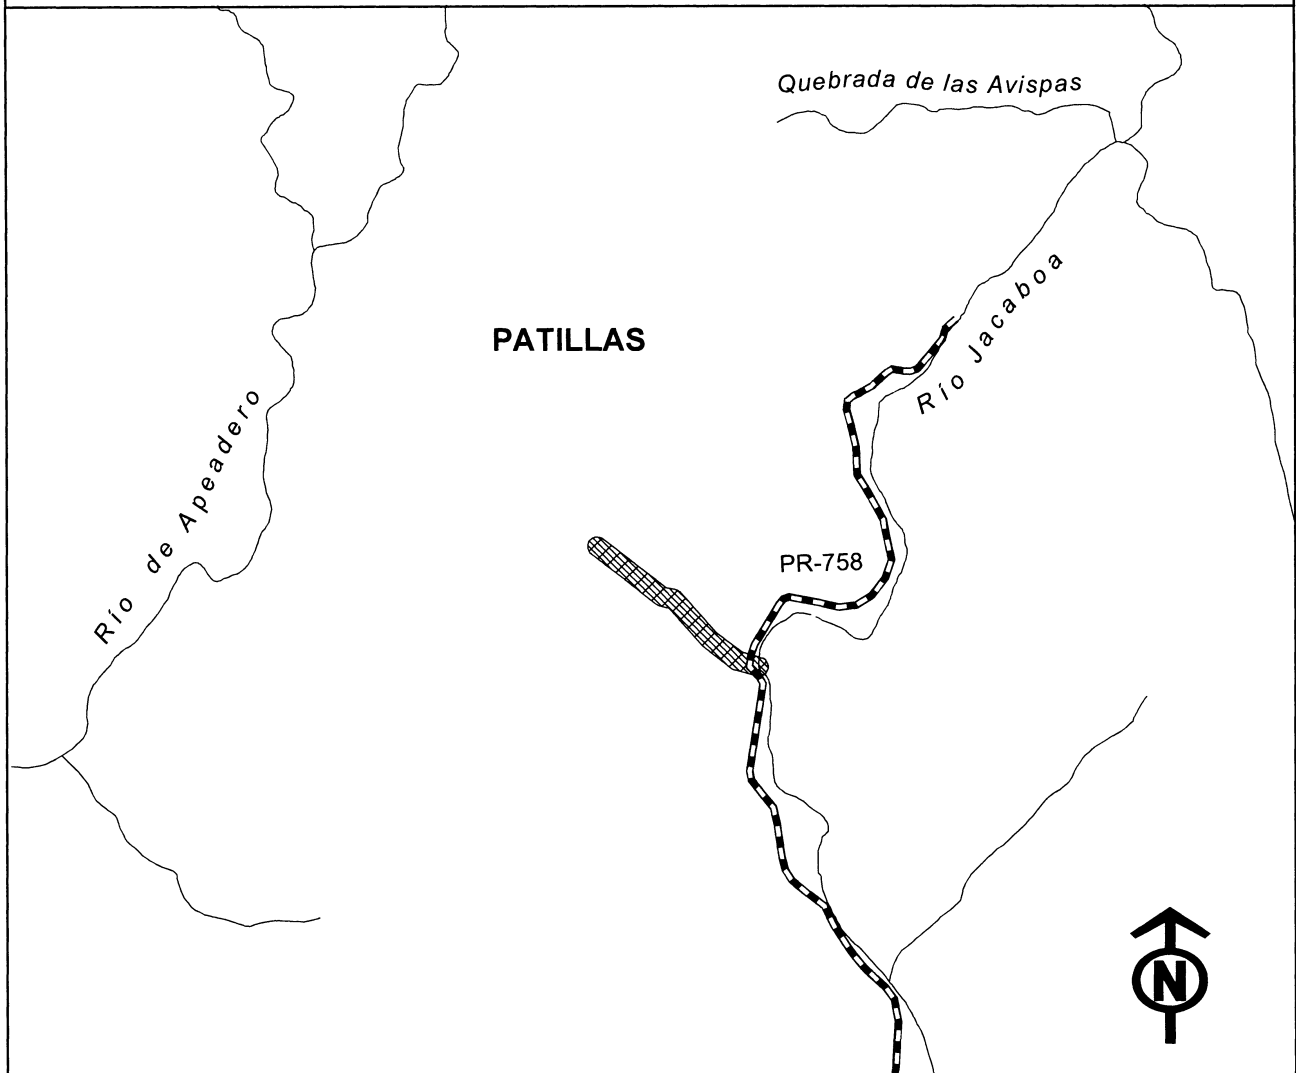 Quebrada de las Avispas
PATILLAS
Río Jacaboa
Río de Apeadero
PR-758
N